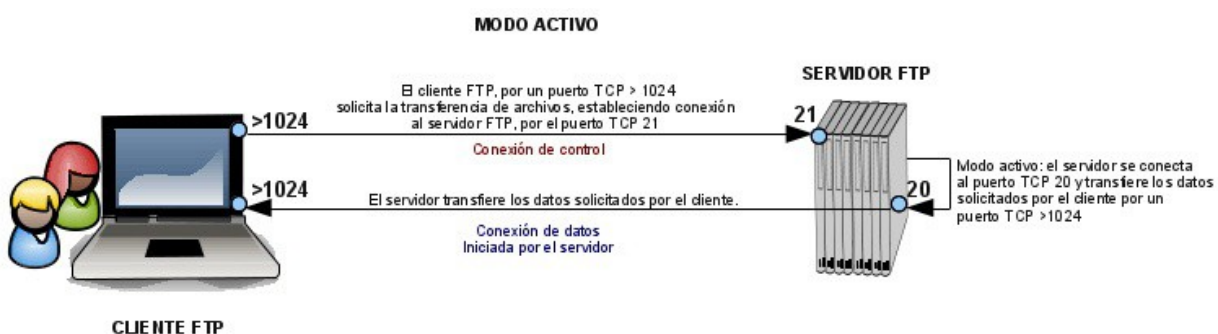 MODO ACTIVO
SERVIDOR FTP
El cliente FTP, por un puerto TCP > 1024
solicita la transferencia de archivos, estableciendo conexión
al servidor FTP, por el puerto TCP 21
>1024
21
Conexión de control
Modo activo: el servidor se conecta
al puerto TCP 20 y transfiere los datos
solicitados por el cliente por un
puerto TCP >1024
>1024
El servidor transfiere los datos solicitados por el cliente.
20
Conexión de datos
Iniciada por el servidor
CLIENTE FTP